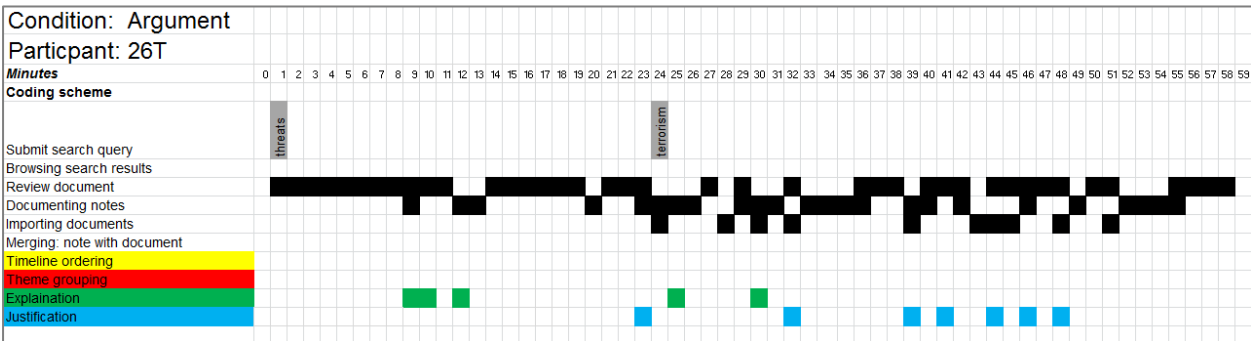 Condition: Argument
Particpant: 26T
Minutes 0 1 2 3 4 5 6 7 8 9 10 11 12 13 14 15 16 17 18 19 20 21 22 23 24 25 26 27 28 29 30 31 32 33 34 35 36 37 38 39 40 41 42 43 44 45 46 47 48 49 50 51 52 53 54 55 56 57 58 59
Coding scheme
threats
terrorism
Submit search query
Browsing search results
Review document
Documenting notes
Importing documents
Merging: note with document
Timeline ordering
Theme grouping
Explaination
Justification